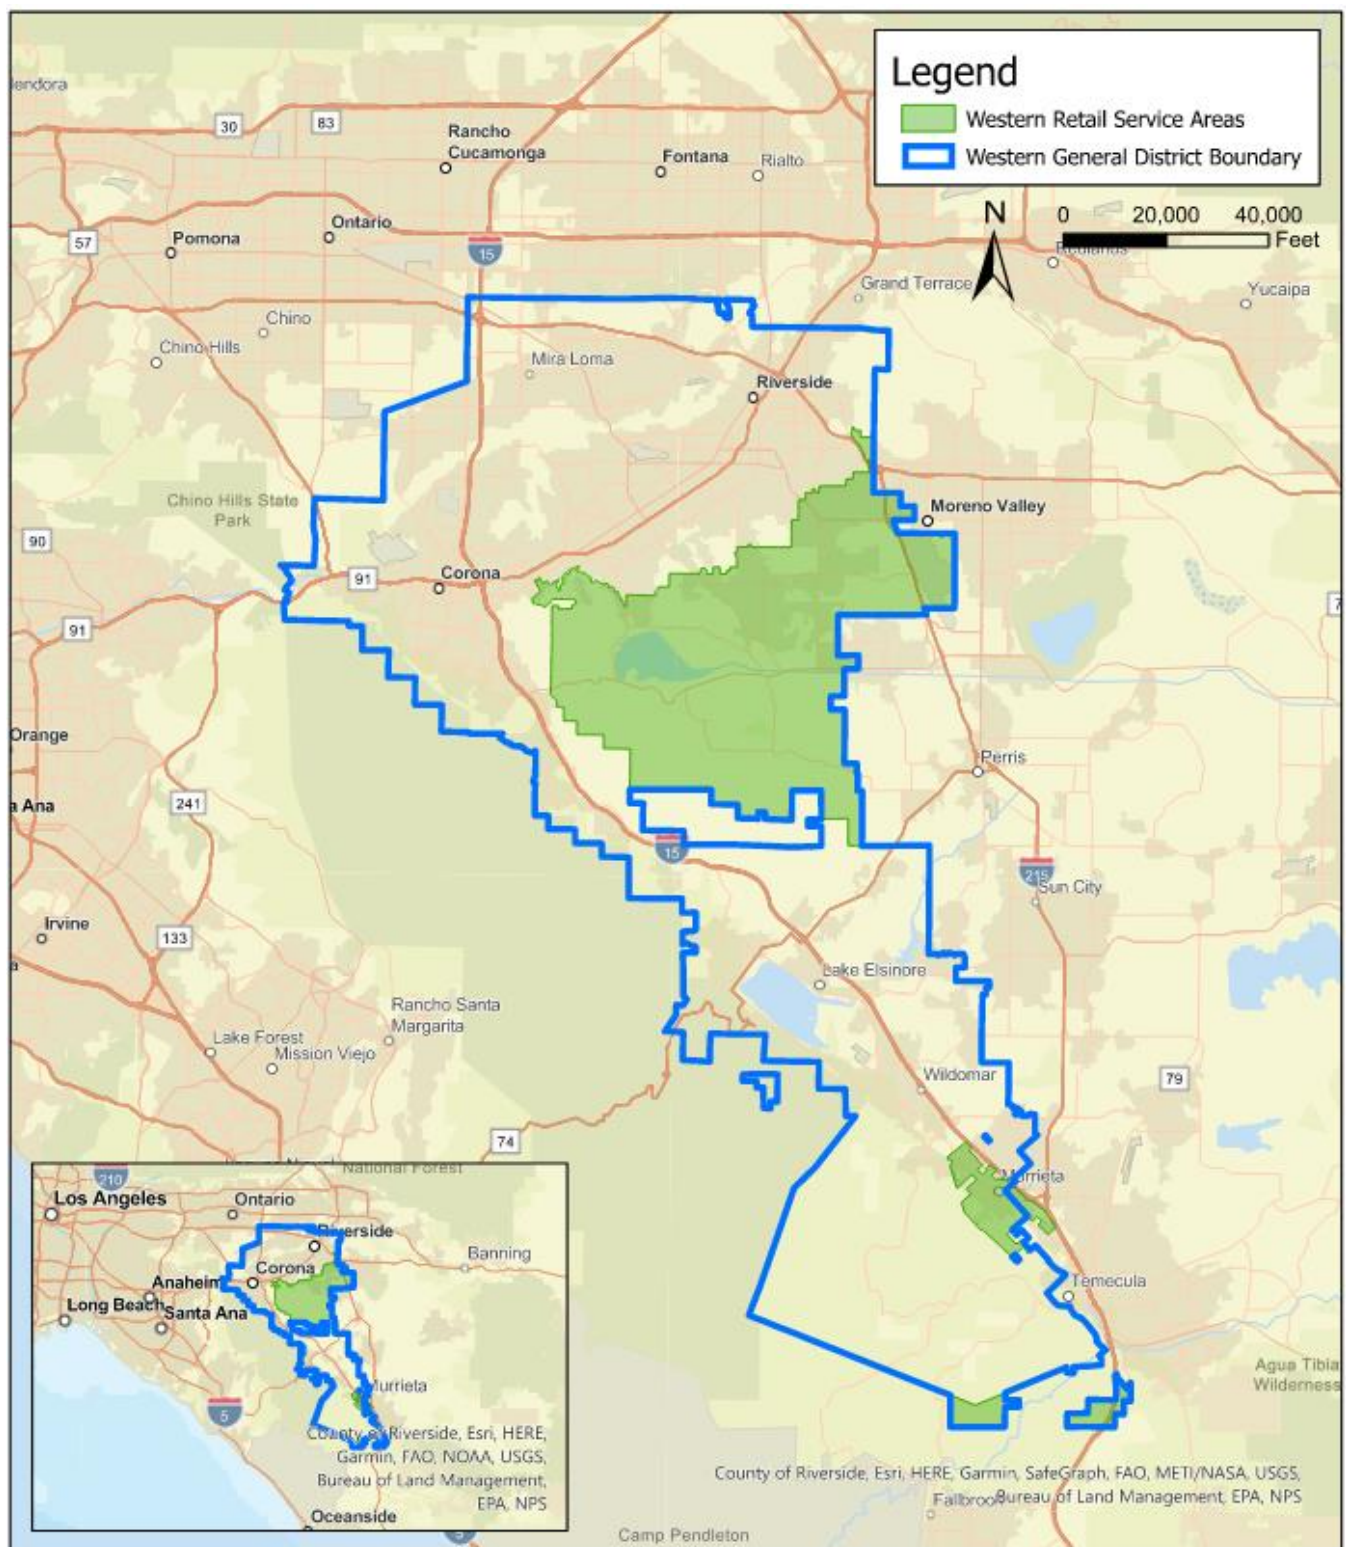 Legend
Western Retail Service Areas
Western General District Boundary
N
0 20,000 40,000
Feet
endora
30
83
Rancho
Cucamonga
Fontana
Rialto
57
Pomona
Ontario
15
Redlands
Grand Terrace
Yucaipa
Chino
Chino Hills
Mira Loma
Riverside
Chino Hills State
Park
Moreno Valley
90
91
Corona
91
7
Orange
Perris
a Ana
241
15
215
Sun City
Irvine
133
a
Lake Elsinore
Rancho Santa
Margarita
Lake Forest
Mission Viejo
Wildomar
79
74
National Forest
Murrieta
Temecula
Agua Tibia
Wilderness
210
Los Angeles
Ontario
Riverside
Banning
Corona
Anaheim
Long Beach
Santa Ana
Murrieta
5
County of Riverside, Esri, HERE,
Garmin, FAO, NOAA, USGS,
Bureau of Land Management,
EPA, NPS
Oceanside
5
County of Riverside, Esri, HERE, Garmin, SafeGraph, FAO, METI/NASA, USGS,
Fallbrook
Bureau of Land Management, EPA, NPS
Camp Pendleton